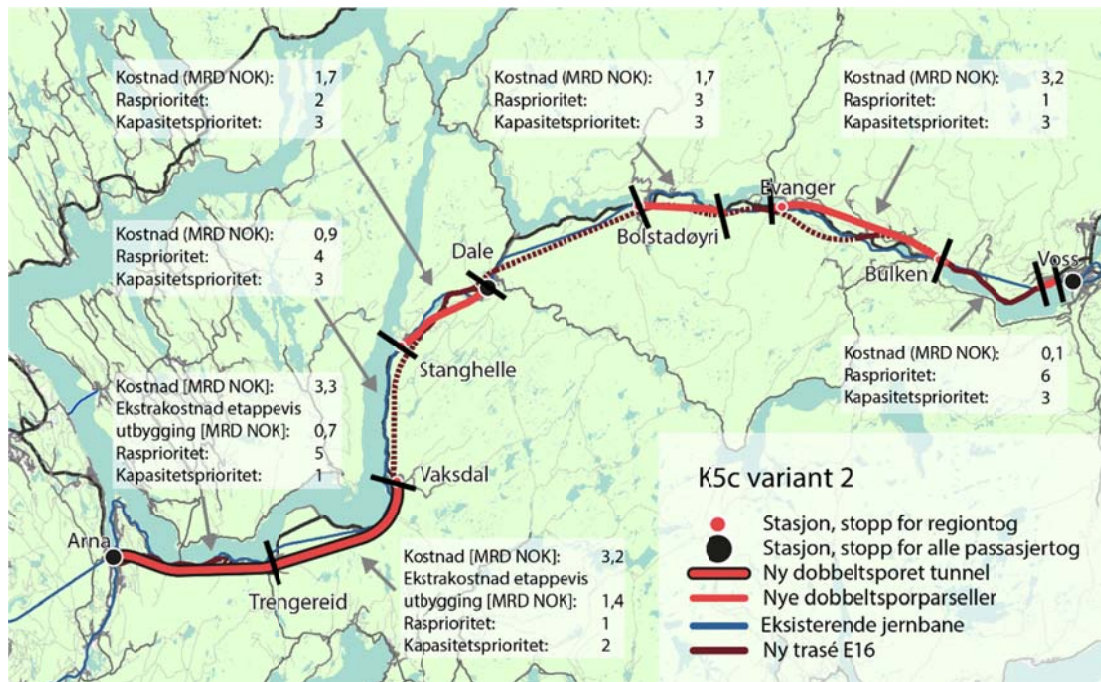 Kostnad (MRD NOK): 1,7
Rasprioritet: 2
Kapasitetsprioritet: 3
Kostnad (MRD NOK): 1,7
Rasprioritet: 3
Kapasitetsprioritet: 3
Kostnad (MRD NOK): 3,2
Rasprioritet: 1
Kapasitetsprioritet: 3
Kostnad (MRD NOK): 0,9
Rasprioritet: 4
Kapasitetsprioritet: 3
Evanger
Bolstadøyri
Dale
Bulken
Voss
Stanghelle
Kostnad (MRD NOK): 0,1
Rasprioritet: 6
Kapasitetsprioritet: 3
Kostnad [MRD NOK]: 3,3
Ekstrakostnad etappevis
utbygging [MRD NOK]: 0,7
Rasprioritet: 5
Kapasitetsprioritet: 1
Vaksdal
Arna
Trengereid
Kostnad [MRD NOK]: 3,2
Ekstrakostnad etappevis
utbygging [MRD NOK]: 1,4
Rasprioritet: 1
Kapasitetsprioritet: 2
K5c variant 2
Stasjon, stopp for regiontog
Stasjon, stopp for alle passasjertog
Ny dobbeltsporet tunnel
Nye dobbeltsporparseller
Eksisterende jernbane
Ny trasé E16